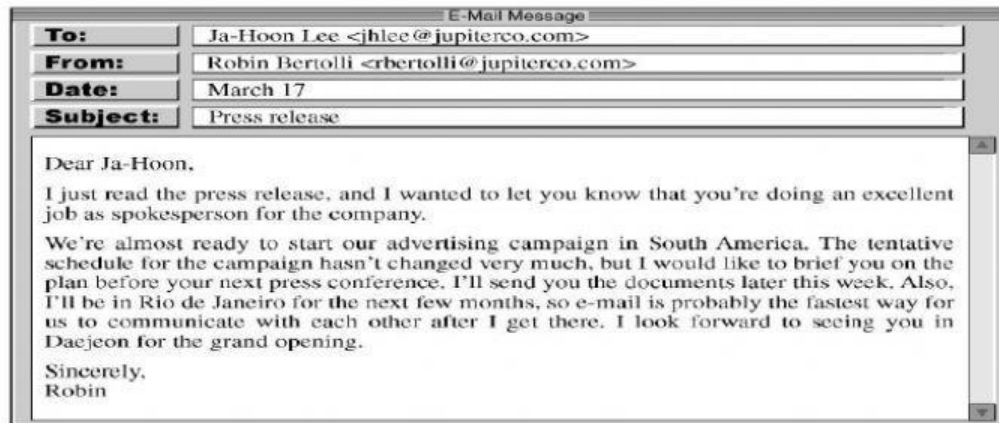 E-Mail Message
To: Ja-Hoon Lee <jhlee@jupiterco.com>
From: Robin Bertolli <rbertolli@jupiterco.com>
Date: March 17
Subject: Press release
Dear Ja-Hoon,
I just read the press release, and I wanted to let you know that you're doing an excellent
job as spokesperson for the company.
We're almost ready to start our advertising campaign in South America. The tentative
schedule for the campaign hasn't changed very much, but I would like to brief you on the
plan before your next press conference. I'll send you the documents later this week. Also,
I'll be in Rio de Janeiro for the next few months, so e-mail is probably the fastest way for
us to communicate with each other after I get there. I look forward to seeing you in
Daejeon for the grand opening.
Sincerely,
Robin